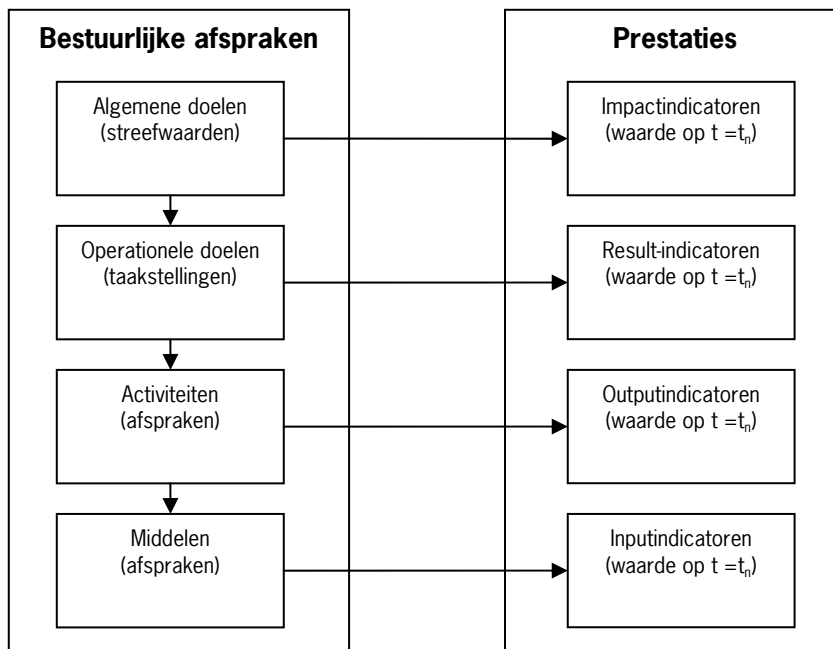 Bestuurlijke afspraken
Algemene doelen
(streefwaarden)
Operationele doelen
(taakstellingen)
Activiteiten
(afspraken)
Middelen
(afspraken)
Prestaties
Impactindicatoren
(waarde op t =tₙ)
Result-indicatoren
(waarde op t =tₙ)
Outputindicatoren
(waarde op t =tₙ)
Inputindicatoren
(waarde op t =tₙ)